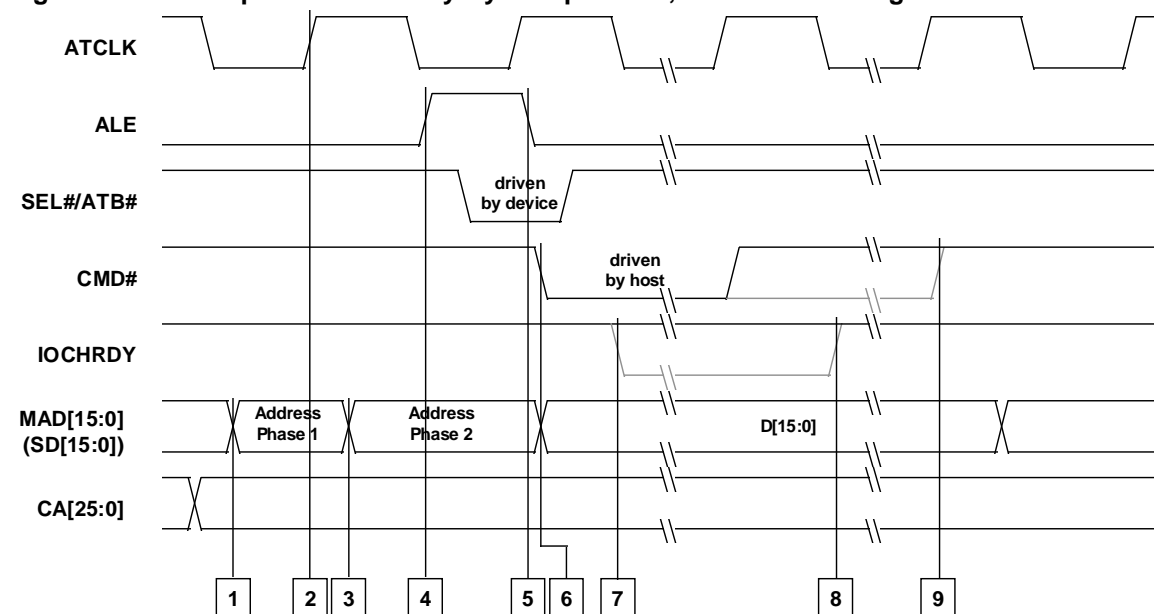 ATCLK
ALE
SEL#/ATB#
driven
by device
CMD#
driven
by host
IOCHRDY
MAD[15:0]
(SD[15:0])
Address
Phase 1
Address
Phase 2
D[15:0]
CA[25:0]
1 2 3 4 5 6 7 8 9